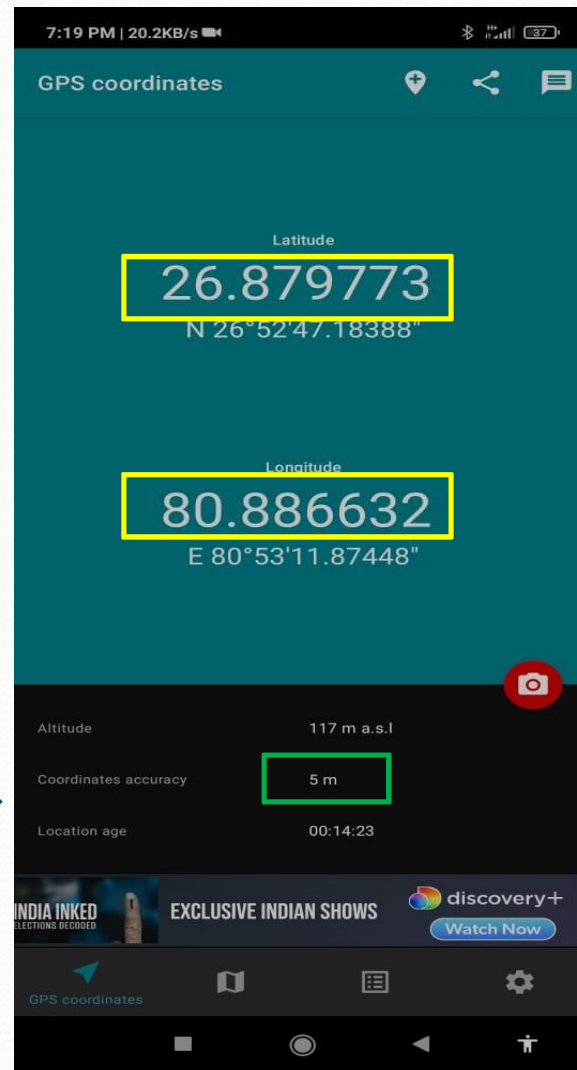 7:19 PM | 20.2KB/s
37
GPS coordinates
Latitude
26.879773
N 26°52'47.18388"
Longitude
80.886632
E 80°53'11.87448"
Altitude 117 m a.s.l
Coordinates accuracy 5 m
Location age 00:14:23
INDIA INKED
ELECTIONS DECODED
EXCLUSIVE INDIAN SHOWS
discovery+
Watch Now
GPS coordinates